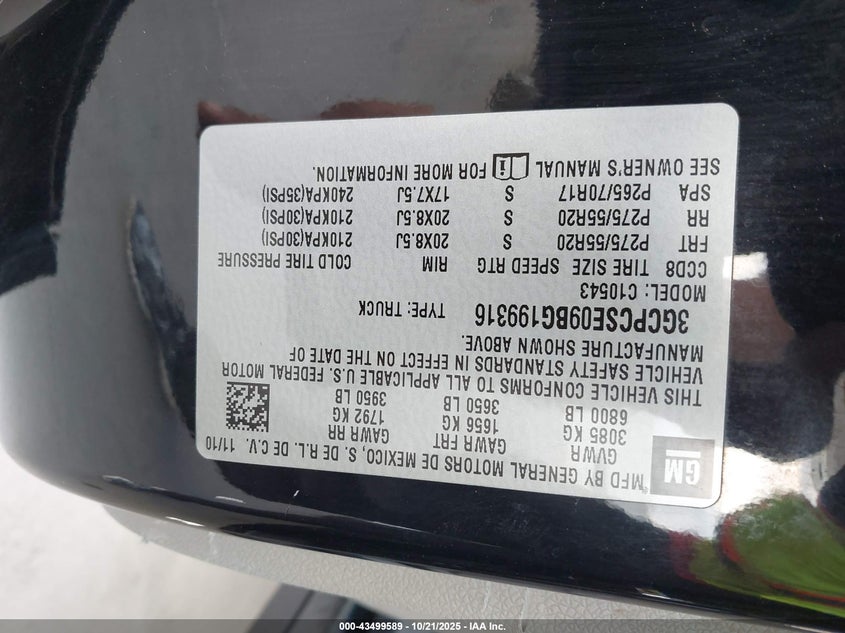 MFD BY GENERAL MOTORS DE MEXICO, S. DE R.L. DE C.V. 11/10
GM
GVWR GAWR FRT GAWR RR
3085 KG 1656 KG 1792 KG
6800 LB 3650 LB 3950 LB
THIS VEHICLE CONFORMS TO ALL APPLICABLE U.S. FEDERAL MOTOR
VEHICLE SAFETY STANDARDS IN EFFECT ON THE DATE OF
MANUFACTURE SHOWN ABOVE.
3GCPCSE09BG199316 TYPE: TRUCK
MODEL: C10543
CCD8 TIRE SIZE SPEED RTG RIM COLD TIRE PRESSURE
FRT P275/55R20 S 20X8.5J 210KPA(30PSI)
RR P275/55R20 S 20X8.5J 210KPA(30PSI)
SPA P265/70R17 S 17X7.5J 240KPA(35PSI)
SEE OWNER'S MANUAL FOR MORE INFORMATION.
000-43499589 - 10/21/2025 - IAA Inc.